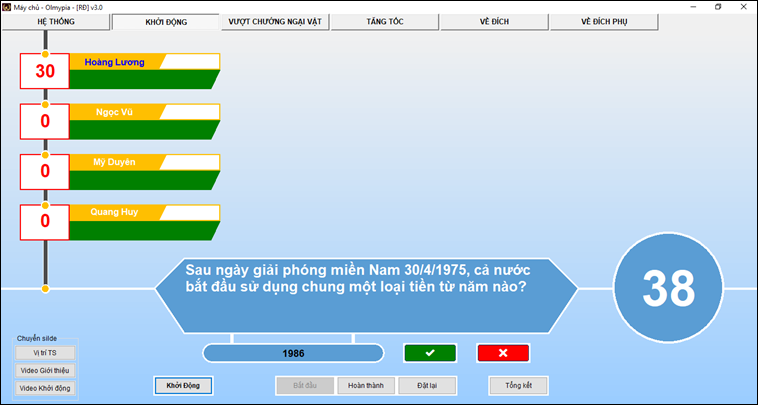 Máy chủ - Olmypia - [RĐ] v3.0
HỆ THỐNG
KHỞI ĐỘNG
VƯỢT CHƯỚNG NGẠI VẬT
TĂNG TỐC
VỀ ĐÍCH
VỀ ĐÍCH PHỤ
30
Hoàng Lương
0
Ngọc Vũ
0
Mỹ Duyên
0
Quang Huy
Sau ngày giải phóng miền Nam 30/4/1975, cả nước
bắt đầu sử dụng chung một loại tiền từ năm nào?
38
1986
Chuyển silde
Vị trí TS
Video Giới thiệu
Video Khởi động
Khởi Động
Bắt đầu
Hoàn thành
Đặt lại
Tổng kết